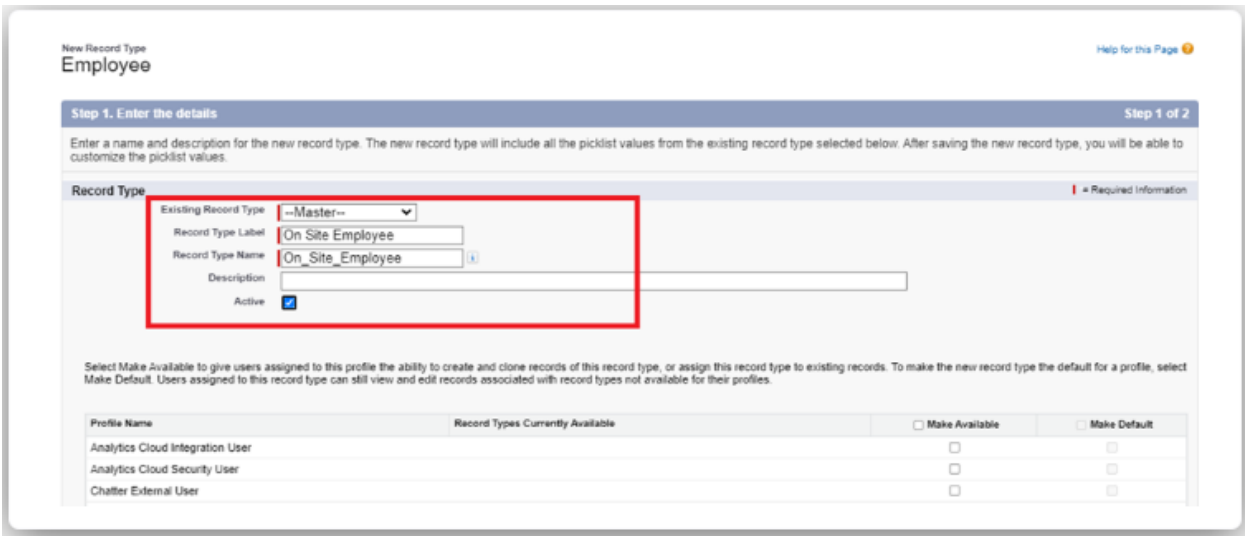 New Record Type
Employee
Help for this Page
Step 1. Enter the details
Step 1 of 2
Enter a name and description for the new record type. The new record type will include all the picklist values from the existing record type selected below. After saving the new record type, you will be able to
customize the picklist values.
Record Type
= Required Information
Existing Record Type --Master--
Record Type Label On Site Employee
Record Type Name On_Site_Employee
Description
Active
Select Make Available to give users assigned to this profile the ability to create and clone records of this record type, or assign this record type to existing records. To make the new record type the default for a profile, select
Make Default. Users assigned to this record type can still view and edit records associated with record types not available for their profiles.
Profile Name Record Types Currently Available Make Available Make Default
Analytics Cloud Integration User
Analytics Cloud Security User
Chatter External User